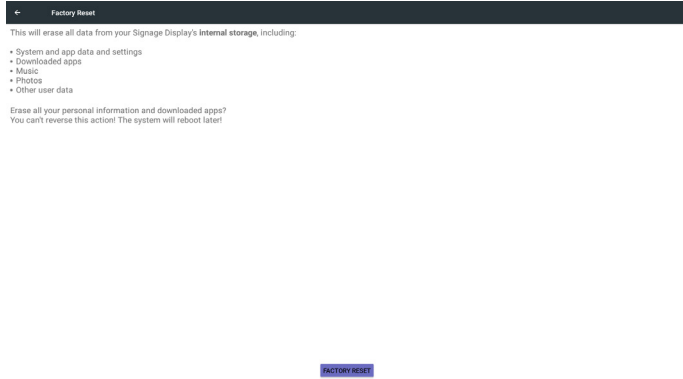 Factory Reset
This will erase all data from your Signage Display's internal storage, including:
• System and app data and settings
• Downloaded apps
• Music
• Photos
• Other user data
Erase all your personal information and downloaded apps?
You can't reverse this action! The system will reboot later!
FACTORY RESET